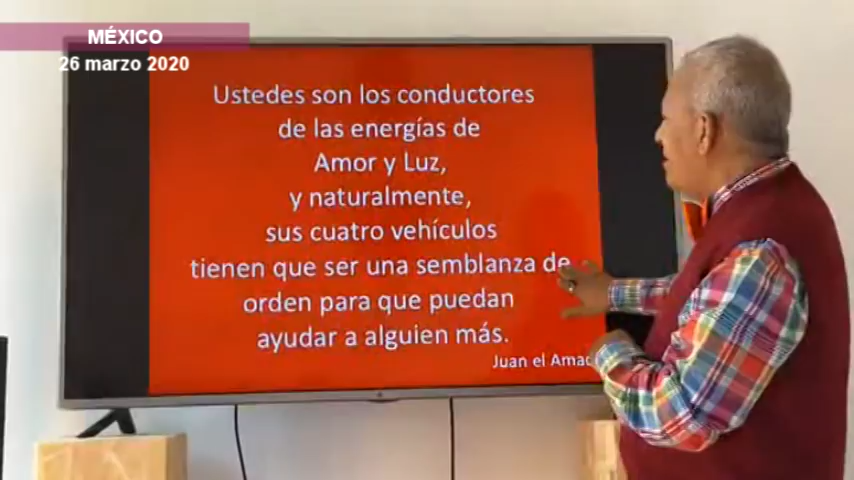 MÉXICO
26 marzo 2020
Ustedes son los conductores
de las energías de
Amor y Luz,
y naturalmente,
sus cuatro vehículos
tienen que ser una semblanza de
orden para que puedan
ayudar a alguien más.
Juan el